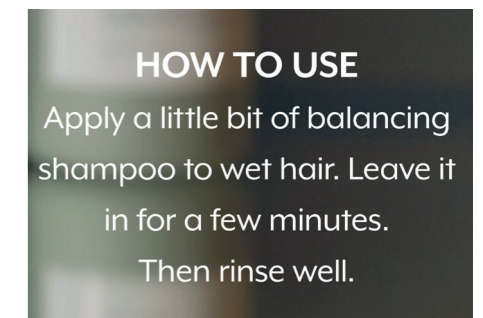 HOW TO USE
Apply a little bit of balancing
shampoo to wet hair. Leave it
in for a few minutes.
Then rinse well.